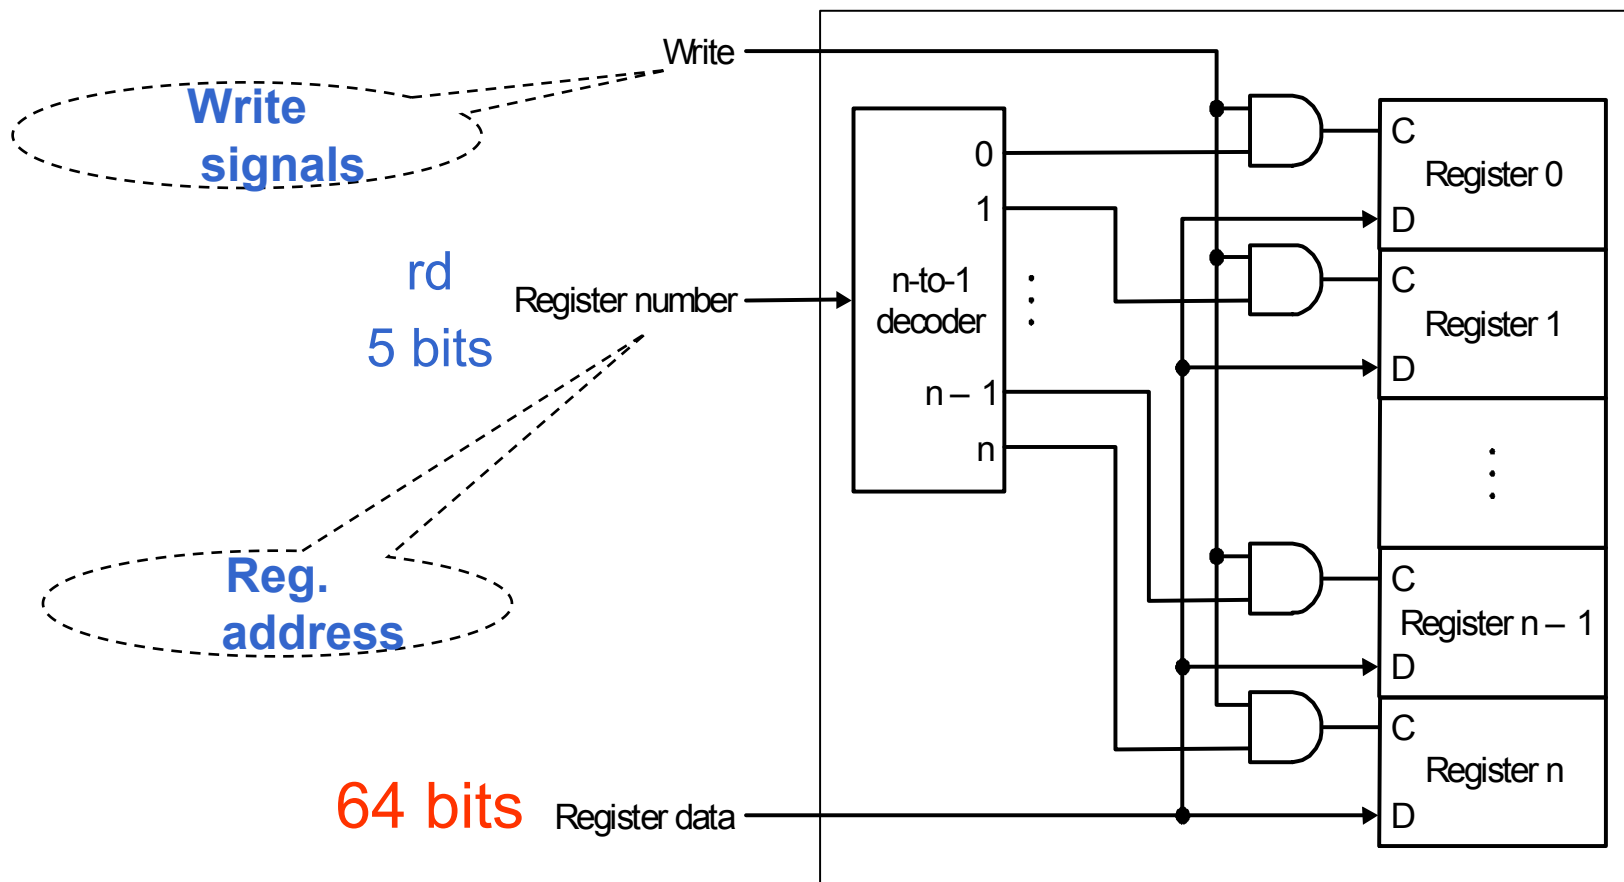 Write
Write
signals
0
C
Register 0
1
D
rd
Register number
5 bits
n-to-1
decoder
⋮
C
Register 1
D
n – 1
n
⋮
Reg.
address
C
Register n – 1
D
C
Register n
64 bits
Register data
D